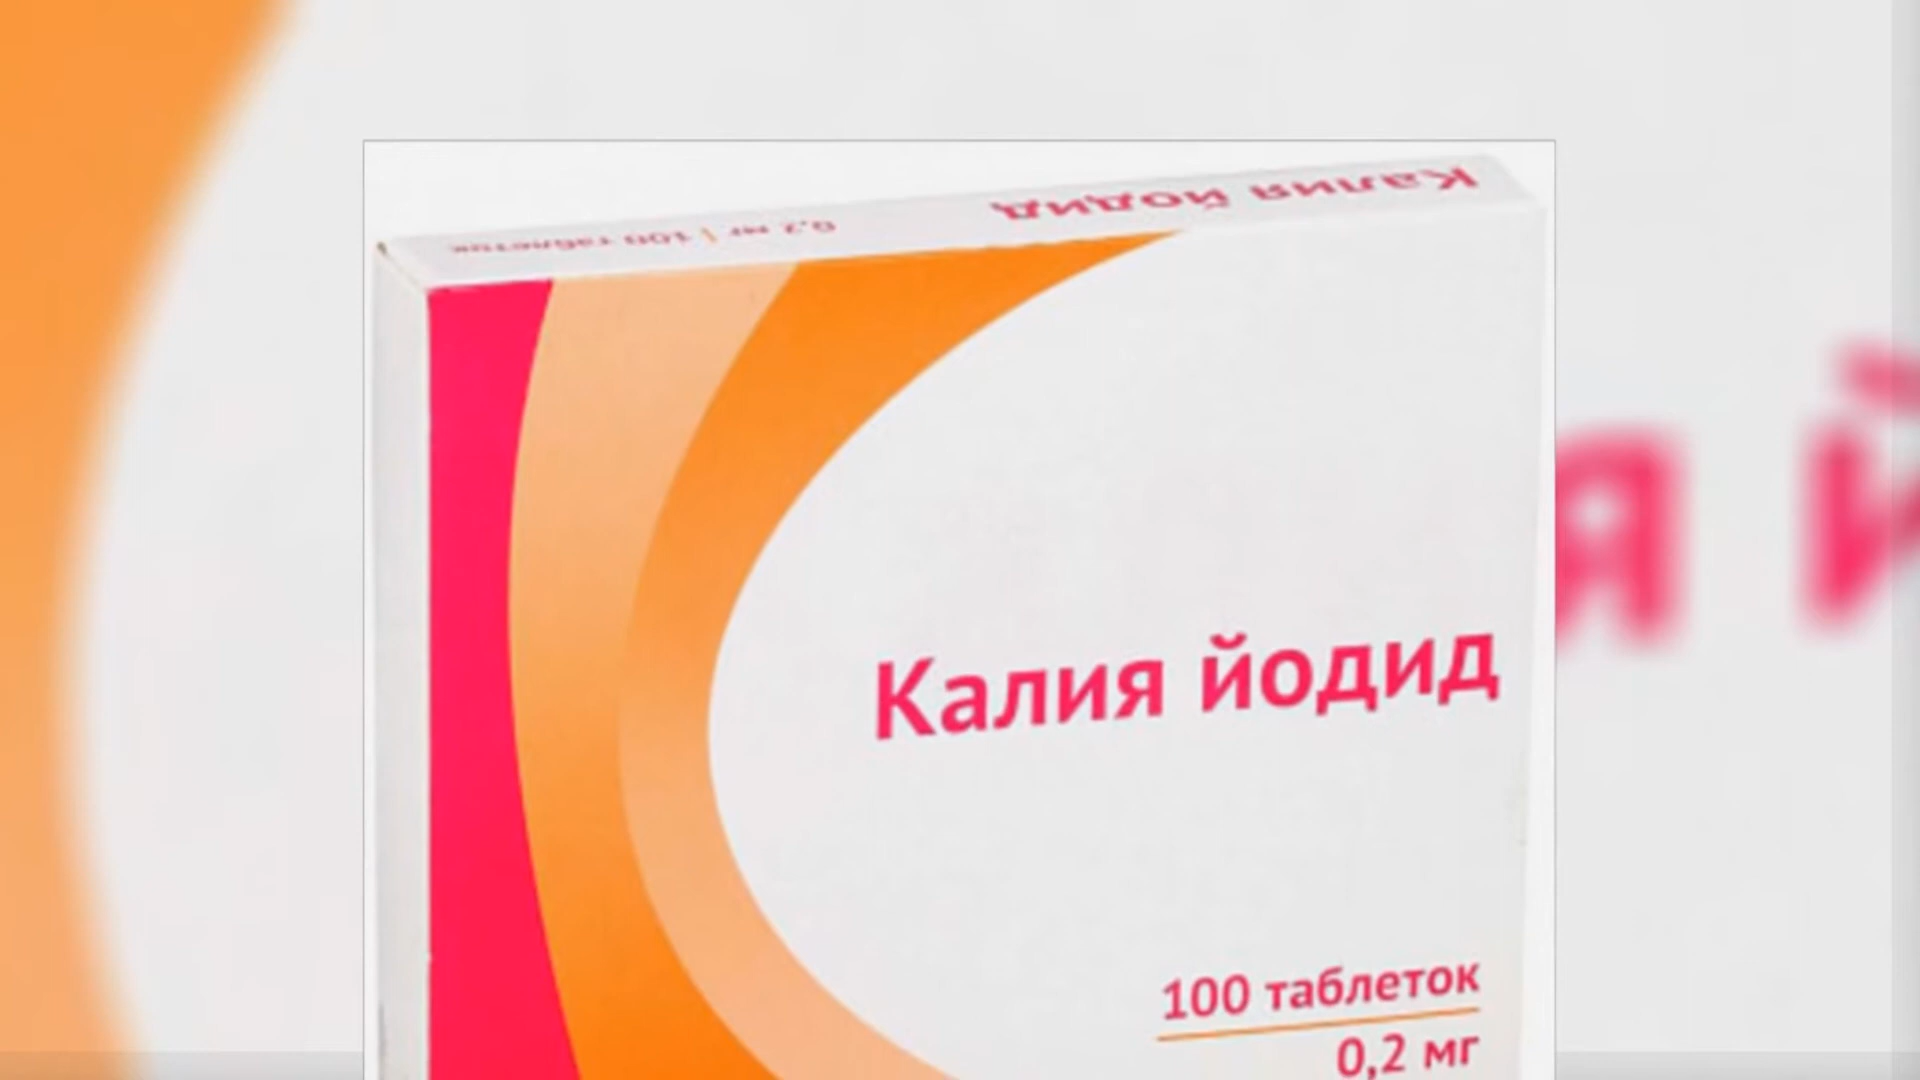 Калия йодид
0,2 мг | 100 таблеток
Калия йодид
100 таблеток
0,2 мг
я й